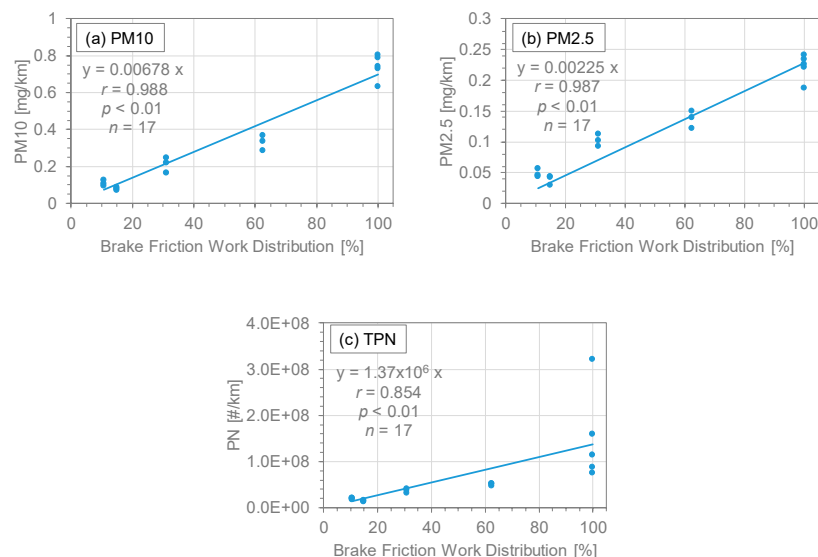 (a) PM10
y = 0.00678 x
r = 0.988
p < 0.01
n = 17
PM10 [mg/km]
1
0.8
0.6
0.4
0.2
0
0 20 40 60 80 100
Brake Friction Work Distribution [%]
(b) PM2.5
y = 0.00225 x
r = 0.987
p < 0.01
n = 17
PM2.5 [mg/km]
0.3
0.25
0.2
0.15
0.1
0.05
0
0 20 40 60 80 100
Brake Friction Work Distribution [%]
(c) TPN
y = 1.37x10⁶ x
r = 0.854
p < 0.01
n = 17
PN [#/km]
4.0E+08
3.0E+08
2.0E+08
1.0E+08
0.0E+00
0 20 40 60 80 100
Brake Friction Work Distribution [%]